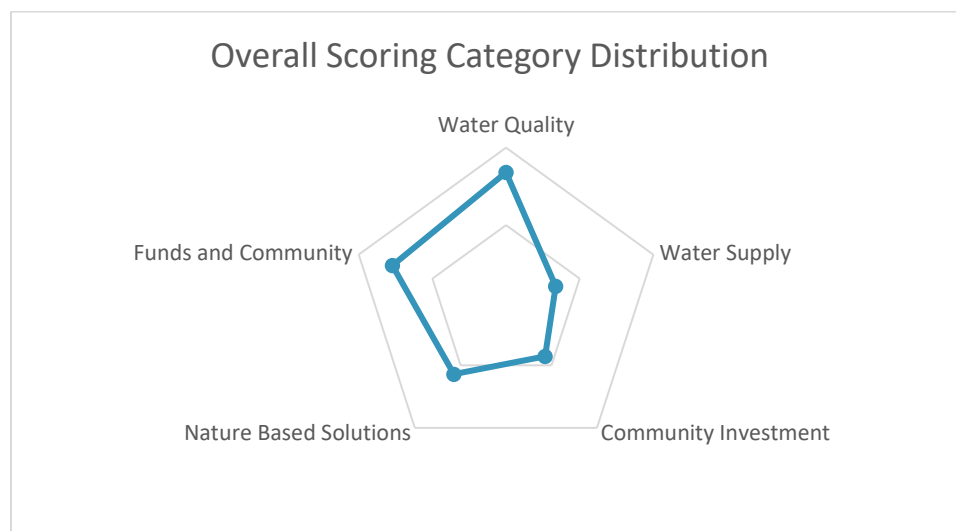 Overall Scoring Category Distribution
Water Quality
Funds and Community
Water Supply
Nature Based Solutions
Community Investment